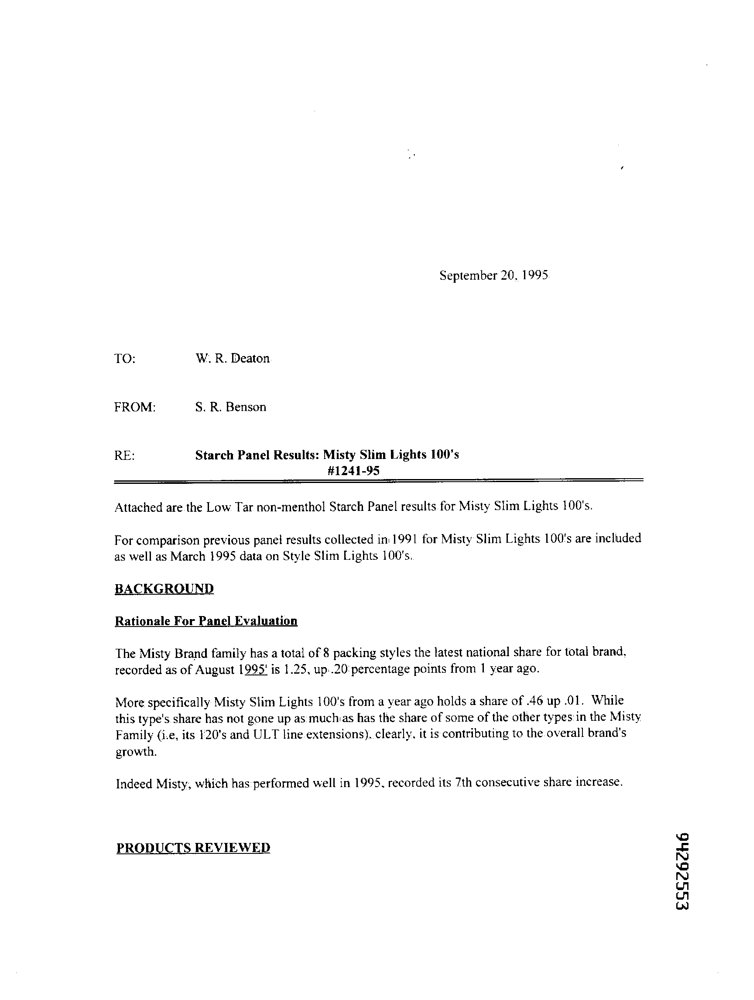 September 20, 1995
TO: W. R. Deaton
FROM: S. R. Benson
RE: Starch Panel Results: Misty Slim Lights 100's
#1241-95
Attached are the Low Tar non-menthol Starch Panel results for Misty Slim Lights 100's.
For comparison previous panel results collected in 1991 for Misty Slim Lights 100's are included
as well as March 1995 data on Style Slim Lights 100's.
BACKGROUND
Rationale For Panel Evaluation
The Misty Brand family has a total of 8 packing styles the latest national share for total brand,
recorded as of August 1995' is 1.25, up .20 percentage points from 1 year ago.
More specifically Misty Slim Lights 100's from a year ago holds a share of .46 up .01. While
this type's share has not gone up as much as has the share of some of the other types in the Misty
Family (i.e, its 120's and ULT line extensions), clearly, it is contributing to the overall brand's
growth.
Indeed Misty, which has performed well in 1995, recorded its 7th consecutive share increase.
PRODUCTS REVIEWED
94292553